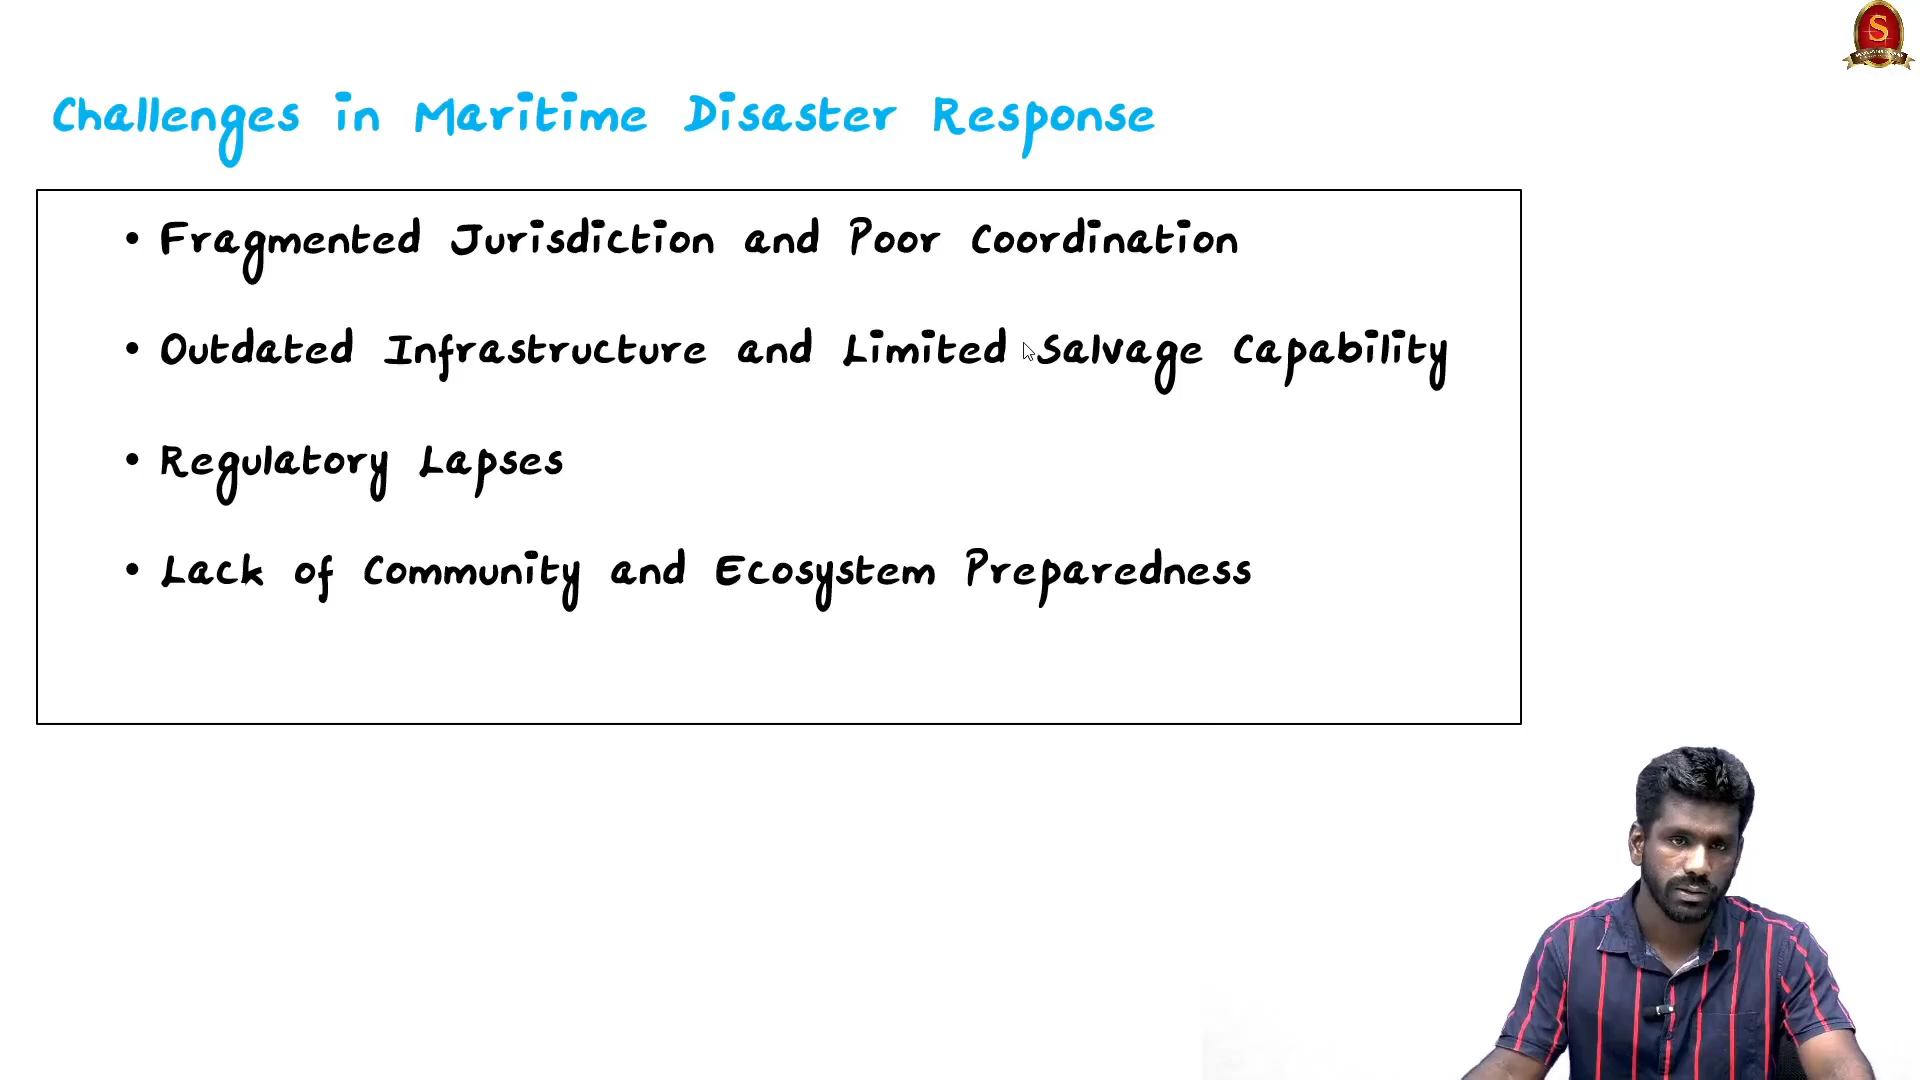 Challenges in Maritime Disaster Response
• Fragmented Jurisdiction and Poor Coordination
• Outdated Infrastructure and Limited Salvage Capability
• Regulatory Lapses
• Lack of Community and Ecosystem Preparedness
S